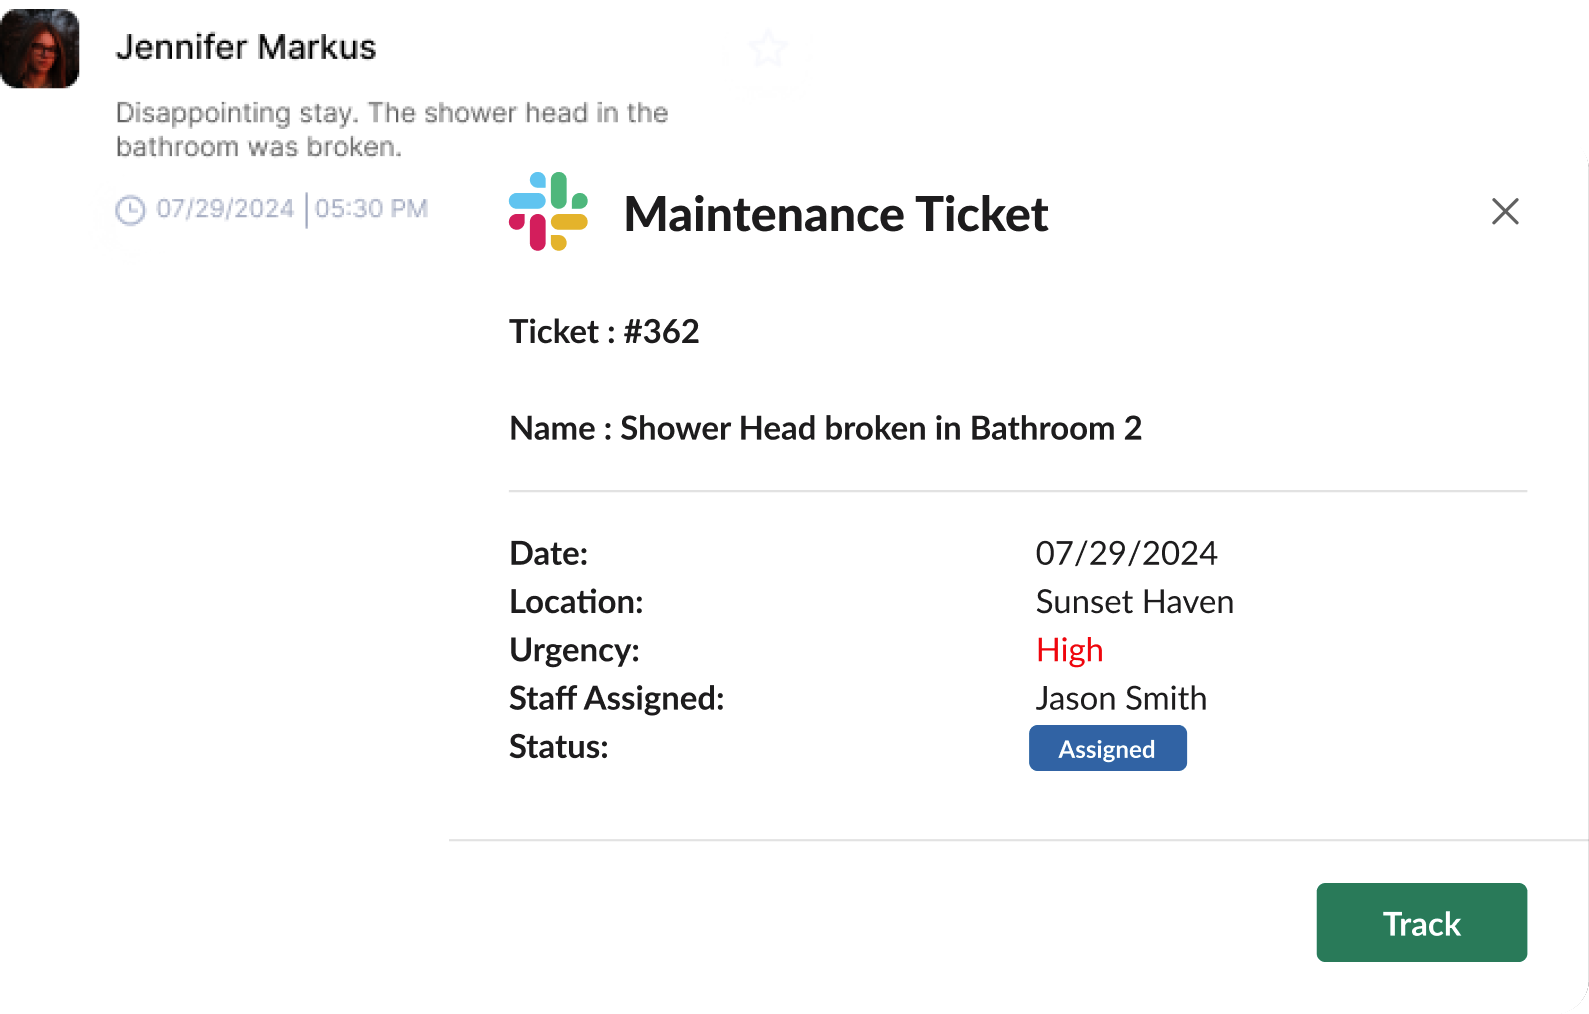 Jennifer Markus
Disappointing stay. The shower head in the
bathroom was broken.
07/29/2024 | 05:30 PM
Maintenance Ticket
Ticket : #362
Name : Shower Head broken in Bathroom 2
Date: 07/29/2024
Location: Sunset Haven
Urgency: High
Staff Assigned: Jason Smith
Status: Assigned
Track